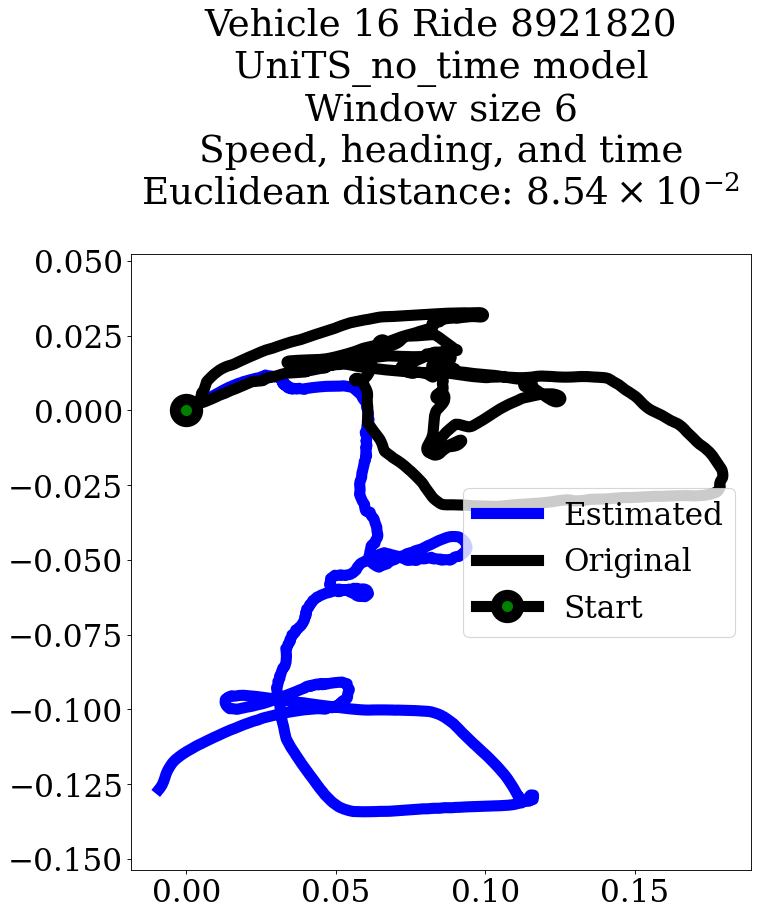 Vehicle 16 Ride 8921820
UniTS_no_time model
Window size 6
Speed, heading, and time
Euclidean distance: 8.54 × 10⁻²
0.050
0.025
0.000
−0.025
−0.050
−0.075
−0.100
−0.125
−0.150
Estimated
Original
Start
0.00 0.05 0.10 0.15